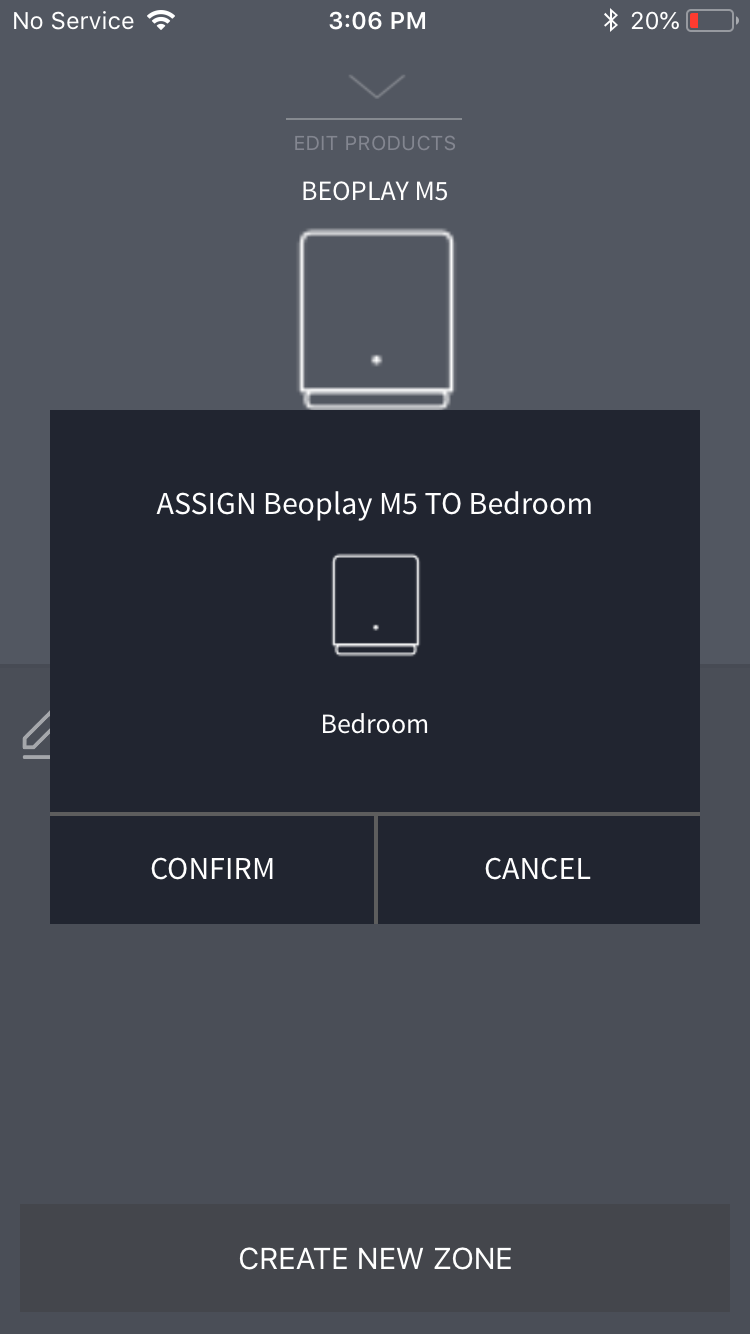 No Service 3:06 PM 20%
EDIT PRODUCTS
BEOPLAY M5
ASSIGN Beoplay M5 TO Bedroom
Bedroom
CONFIRM CANCEL
CREATE NEW ZONE